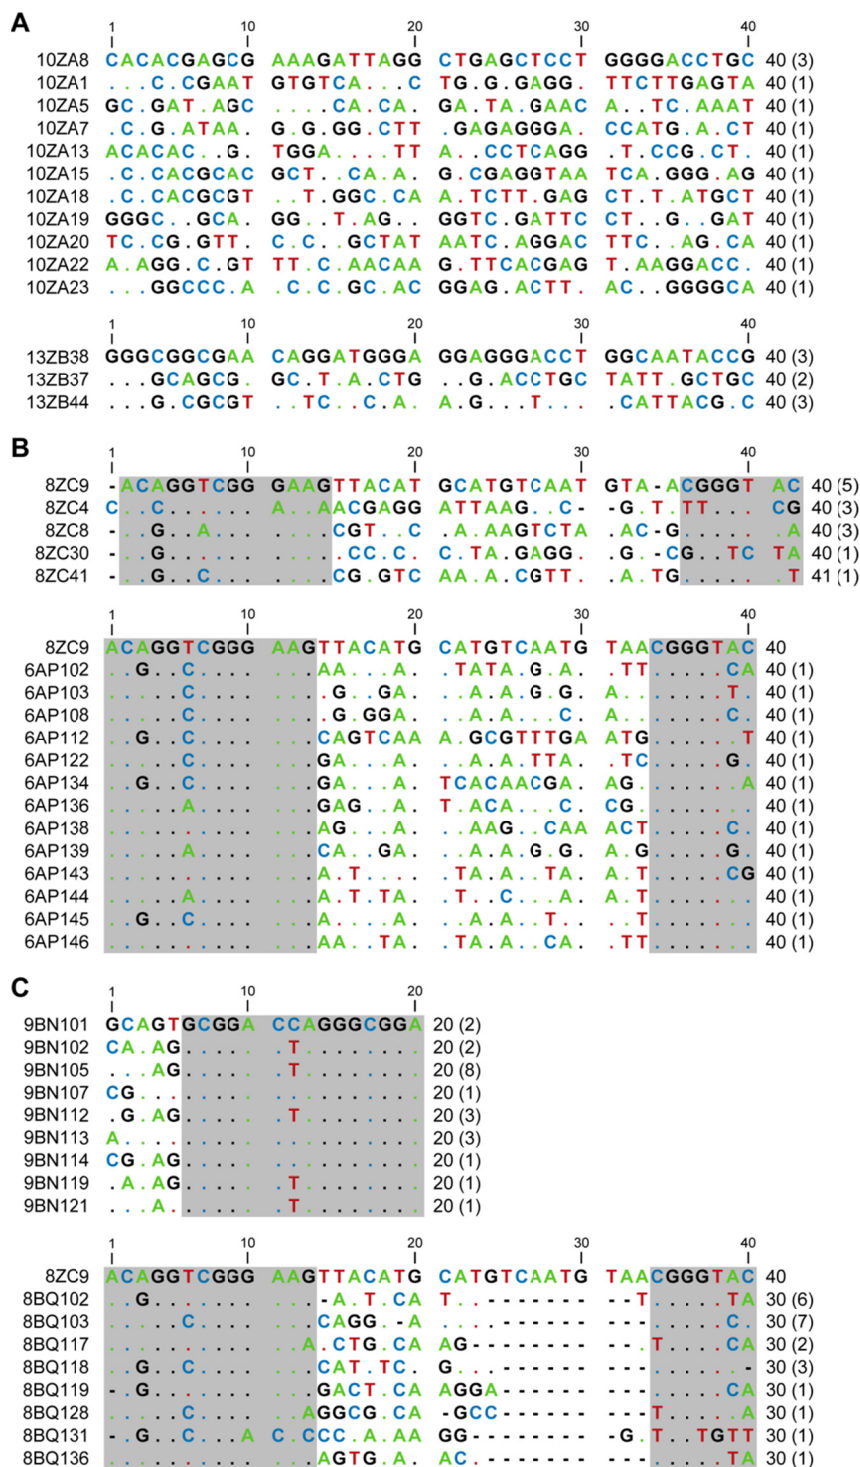 A
1 10 20 30 40
10ZA8 CACACGAGCG AAAGATTAGG CTGAGCTCCT GGGGACCTGC 40 (3)
10ZA1 ...C.CGAAT GTGTCA...C TG.G.GAGG. TTCTTGAGTA 40 (1)
10ZA5 GC.GAT.AGC ....CA.CA. GA.TA.GAAC A..TC.AAAT 40 (1)
10ZA7 .C.G.ATAA. ..G.GG.CTT .GAGAGGGA. CCATG.A.CT 40 (1)
10ZA13 ACACAC..G. TGGA....TT A..CCTCAGG .T.CCG.CT. 40 (1)
10ZA15 .C.CACGCAC GCT..CA.A. G.CGAGGTAA TCA.GGG.AG 40 (1)
10ZA18 .C.CACGCGT ..T.GGC.CA A.TCTT.GAG CT.T.ATGCT 40 (1)
10ZA19 GGGC..GCA. GG..T.AG.. GGTC.GATTC CT..G..GAT 40 (1)
10ZA20 TC.CG.GTT. C.C..GCTAT AATC.AGGAC TTC..AG.CA 40 (1)
10ZA22 A.AGG.C.GT TT.C.AACAA G.TTCACGAG T.AAGGACC. 40 (1)
10ZA23 ...GGCCC.A .C.C.GC.AC GGAG.ACTT. AC..GGGGCA 40 (1)
1 10 20 30 40
13ZB38 GGGCGGCGAA CAGGATGGGA GGAGGGACCT GGCAATACCG 40 (3)
13ZB37 ...GCAGCG. GC.T.A.CTG ..G.ACCTGC TATT.GCTGC 40 (2)
13ZB44 ...G.CGCGT ..TC..C.A. A.G...T... .CATTACG.C 40 (3)
B
1 10 20 30 40
8ZC9 -ACAGGTCGG GAAGTTACAT GCATGTCAAT GTA-ACGGGT AC 40 (5)
8ZC4 C..C...... A..AACGAGG ATTAAG..C- -G.T.TT... CG 40 (3)
8ZC8 -..G..A... ....CGT..C .A.AAGTCTA .AC-G..... .A 40 (3)
8ZC30 -..G...... .....CC.C. C.TA.GAGG. .G.-CG..TC TA 40 (1)
8ZC41 -..G..C... ....CG.GTC AA.A.CGTT. .A.TG..... .T 41 (1)
1 10 20 30 40
8ZC9 ACAGGTCGGG AAGTTACATG CATGTCAATG TAACGGGTAC 40
6AP102 ..G..C.... ...AA...A. .TATA.G.A. .TT.....CA 40 (1)
6AP103 .....C.... ....G..GA. ..A.A.G.G. A.......T. 40 (1)
6AP108 .....C.... ....G.GGA. ..A.A...C. A.......C. 40 (1)
6AP112 ..G..C.... ...CAGTCAA A.GCGTTTGA ATG......T 40 (1)
6AP122 .....C.... ...GA...A. ..A.A.TTA. .TC.....G. 40 (1)
6AP134 ..G..C.... ...GA...A. TCACAACGA. AG.......A 40 (1)
6AP136 .....A.... ...GAG..A. T.ACA...C. CG........ 40 (1)
6AP138 .......... ...AG...A. ..AAG..CAA ACT.....C. 40 (1)
6AP139 .....A.... ...CA..GA. ..A.A.G.G. A.G.....G. 40 (1)
6AP143 .......... ...A.T.... .TA.A..TA. A.T.....CG 40 (1)
6AP144 .....A.... ...A.T.TA. .T..C...A. A.T....... 40 (1)
6AP145 ..G..C.... ...A....A. ..A.A..T.. ..T....... 40 (1)
6AP146 .......... ...AA..TA. .TA.A..CA. .TT....... 40 (1)
C
1 10 20
9BN101 GCAGTGCGGA CCAGGGCGGA 20 (2)
9BN102 CA.AG..... .T........ 20 (2)
9BN105 ...AG..... .T........ 20 (8)
9BN107 CG........ .......... 20 (1)
9BN112 .G.AG..... .T........ 20 (3)
9BN113 A......... .......... 20 (3)
9BN114 CG.AG..... .......... 20 (1)
9BN119 .A.AG..... .T........ 20 (1)
9BN121 ...A...... .T........ 20 (1)
1 10 20 30 40
8ZC9 ACAGGTCGGG AAGTTACATG CATGTCAATG TAACGGGTAC 40
8BQ102 ..G....... ...-A.T.CA T..------- --T.....TA 30 (6)
8BQ103 .....C.... ...CAGG.-A ...------- --......C. 30 (7)
8BQ117 .......... ..A.CTG.CA AG-------- --.T....CA 30 (2)
8BQ118 ..G..C.... ...CAT.TC. G..------- --.......- 30 (3)
8BQ119 -.G....... ...GACT.CA AGGA------ --......CA 30 (1)
8BQ128 .....C.... ..AGGCG.CA -GCC------ --.T.....A 30 (1)
8BQ131 -.G..C...A C.CCCC.A.AA GG-------- -G.T..TGTT 30 (1)
8BQ136 .......... ...AGTG.A. AC.------- --......TA 30 (1)